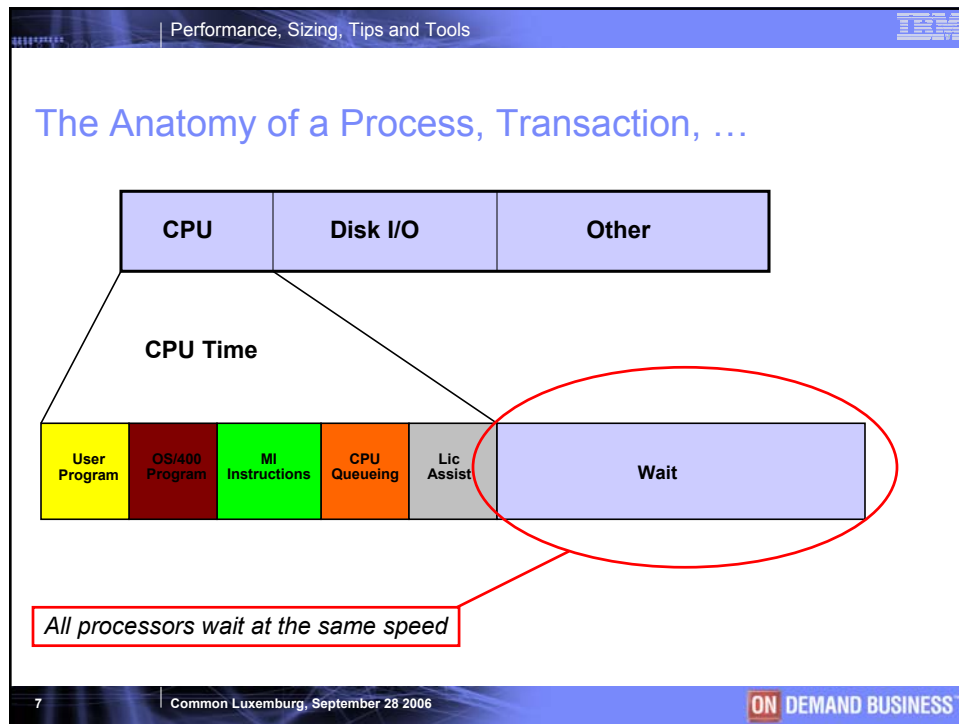 Performance, Sizing, Tips and Tools
IBM
The Anatomy of a Process, Transaction, …
CPU
Disk I/O
Other
CPU Time
User
Program
OS/400
Program
MI
Instructions
CPU
Queueing
Lic
Assist
Wait
All processors wait at the same speed
7
Common Luxemburg, September 28 2006
ON DEMAND BUSINESS™